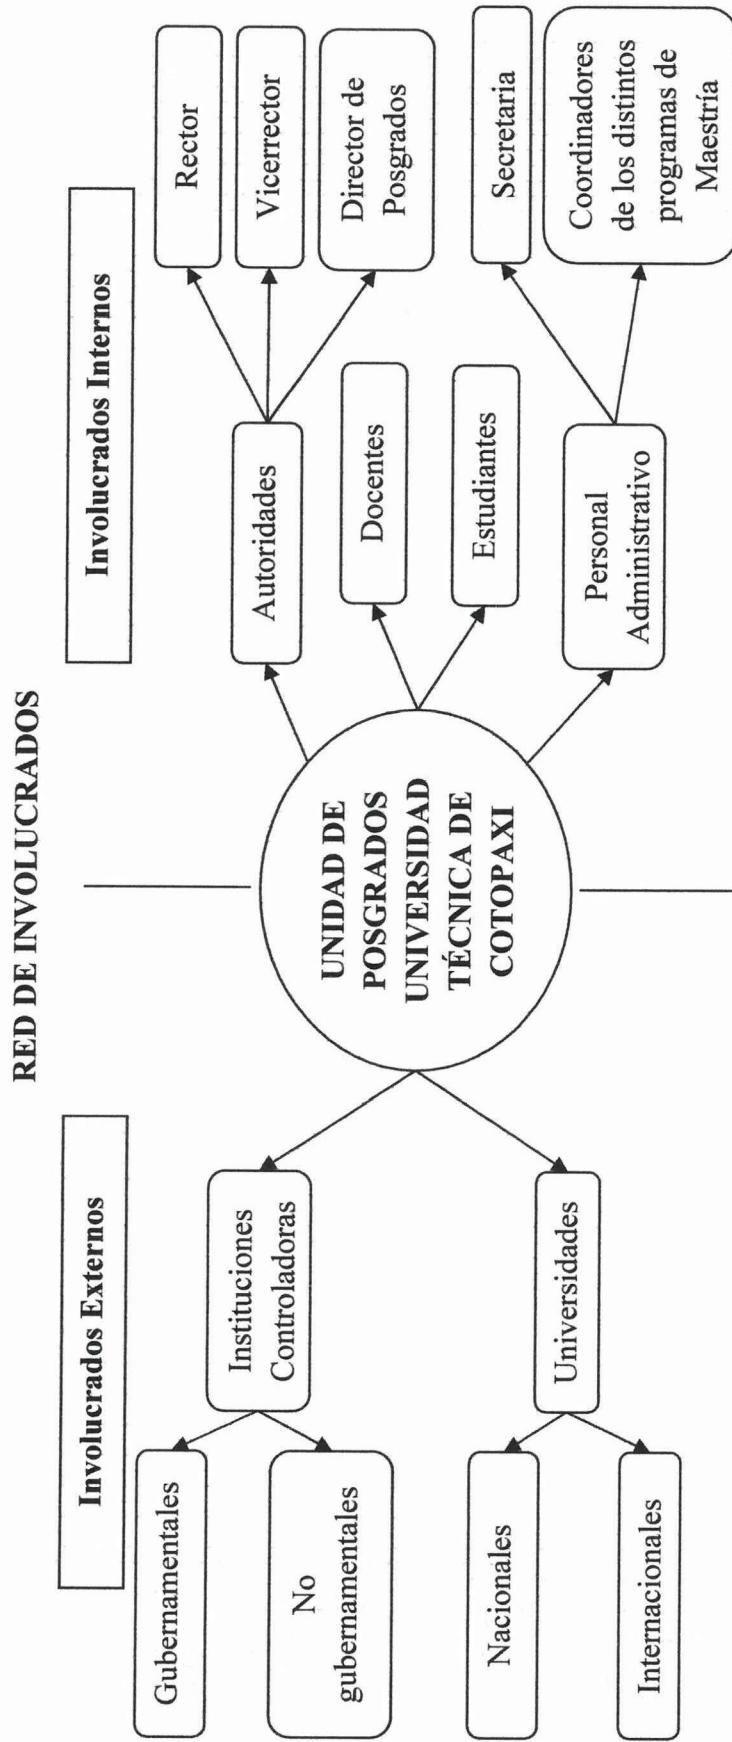 RED DE INVOLUCRADOS
Involucrados Externos
Involucrados Internos
Gubernamentales
No
gubernamentales
Instituciones
Controladoras
Nacionales
Internacionales
Universidades
UNIDAD DE
POSGRADOS
UNIVERSIDAD
TÉCNICA DE
COTOPAXI
Autoridades
Docentes
Estudiantes
Personal
Administrativo
Rector
Vicerrector
Director de
Posgrados
Secretaria
Coordinadores
de los distintos
programas de
Maestría